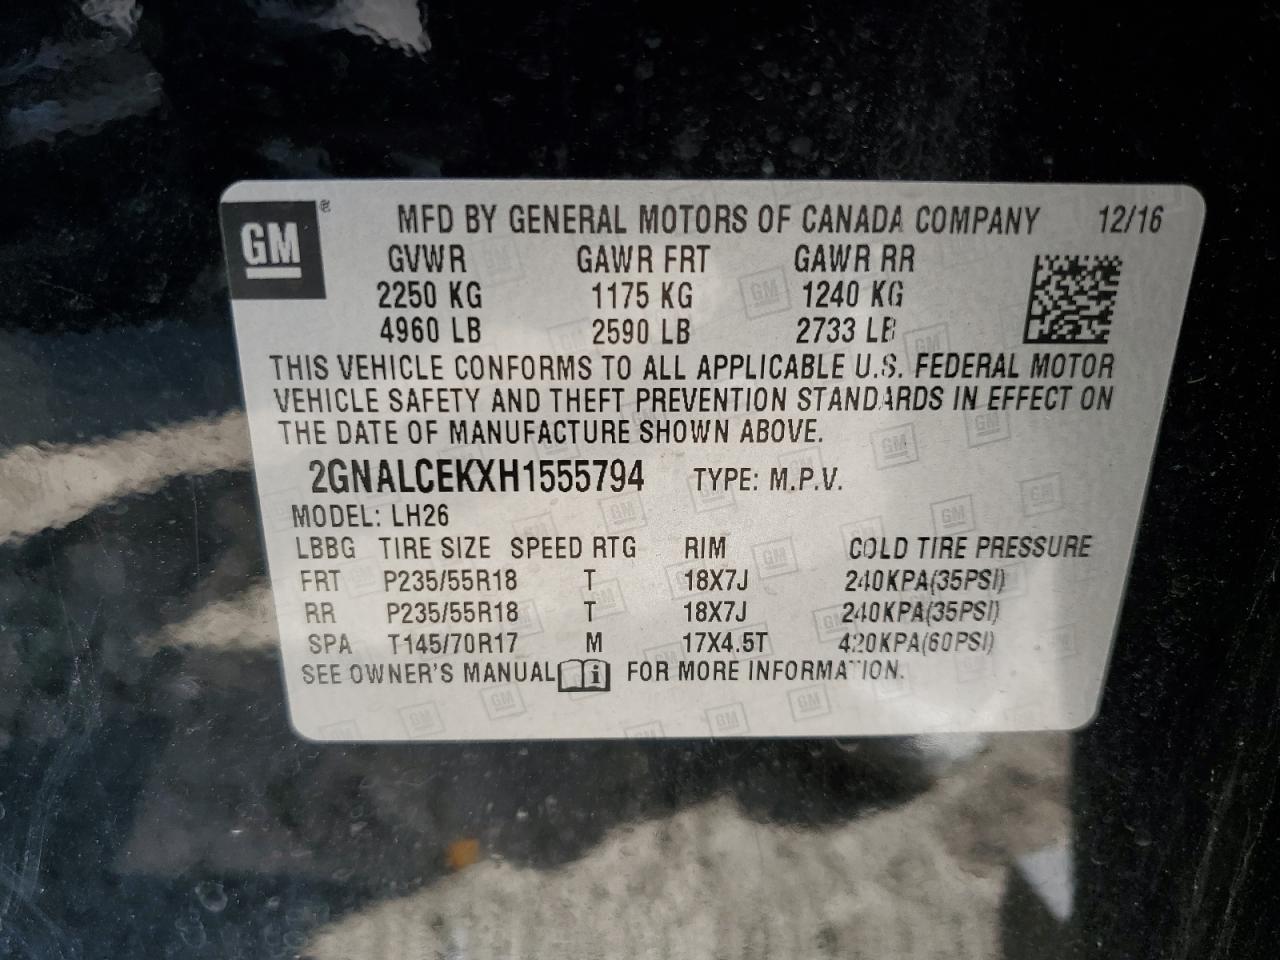 GM® MFD BY GENERAL MOTORS OF CANADA COMPANY 12/16
GVWR GAWR FRT GAWR RR
2250 KG 1175 KG 1240 KG
4960 LB 2590 LB 2733 LB
THIS VEHICLE CONFORMS TO ALL APPLICABLE U.S. FEDERAL MOTOR
VEHICLE SAFETY AND THEFT PREVENTION STANDARDS IN EFFECT ON
THE DATE OF MANUFACTURE SHOWN ABOVE.
2GNALCEKXH1555794 TYPE: M.P.V.
MODEL: LH26
LBBG TIRE SIZE SPEED RTG RIM COLD TIRE PRESSURE
FRT P235/55R18 T 18X7J 240KPA(35PSI)
RR P235/55R18 T 18X7J 240KPA(35PSI)
SPA T145/70R17 M 17X4.5T 420KPA(60PSI)
SEE OWNER'S MANUAL i FOR MORE INFORMATION.